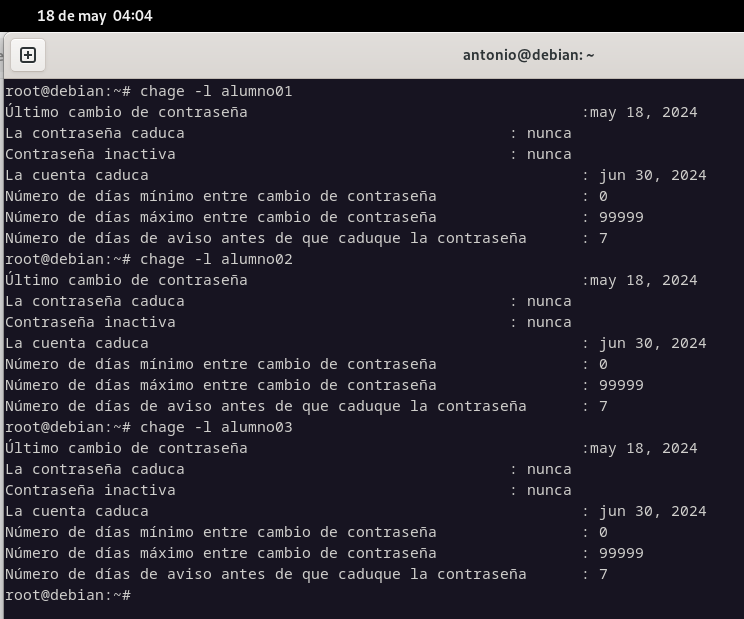 18 de may 04:04
antonio@debian: ~
root@debian:~# chage -l alumno01
Último cambio de contraseña :may 18, 2024
La contraseña caduca : nunca
Contraseña inactiva : nunca
La cuenta caduca : jun 30, 2024
Número de días mínimo entre cambio de contraseña : 0
Número de días máximo entre cambio de contraseña : 99999
Número de días de aviso antes de que caduque la contraseña : 7
root@debian:~# chage -l alumno02
Último cambio de contraseña :may 18, 2024
La contraseña caduca : nunca
Contraseña inactiva : nunca
La cuenta caduca : jun 30, 2024
Número de días mínimo entre cambio de contraseña : 0
Número de días máximo entre cambio de contraseña : 99999
Número de días de aviso antes de que caduque la contraseña : 7
root@debian:~# chage -l alumno03
Último cambio de contraseña :may 18, 2024
La contraseña caduca : nunca
Contraseña inactiva : nunca
La cuenta caduca : jun 30, 2024
Número de días mínimo entre cambio de contraseña : 0
Número de días máximo entre cambio de contraseña : 99999
Número de días de aviso antes de que caduque la contraseña : 7
root@debian:~#